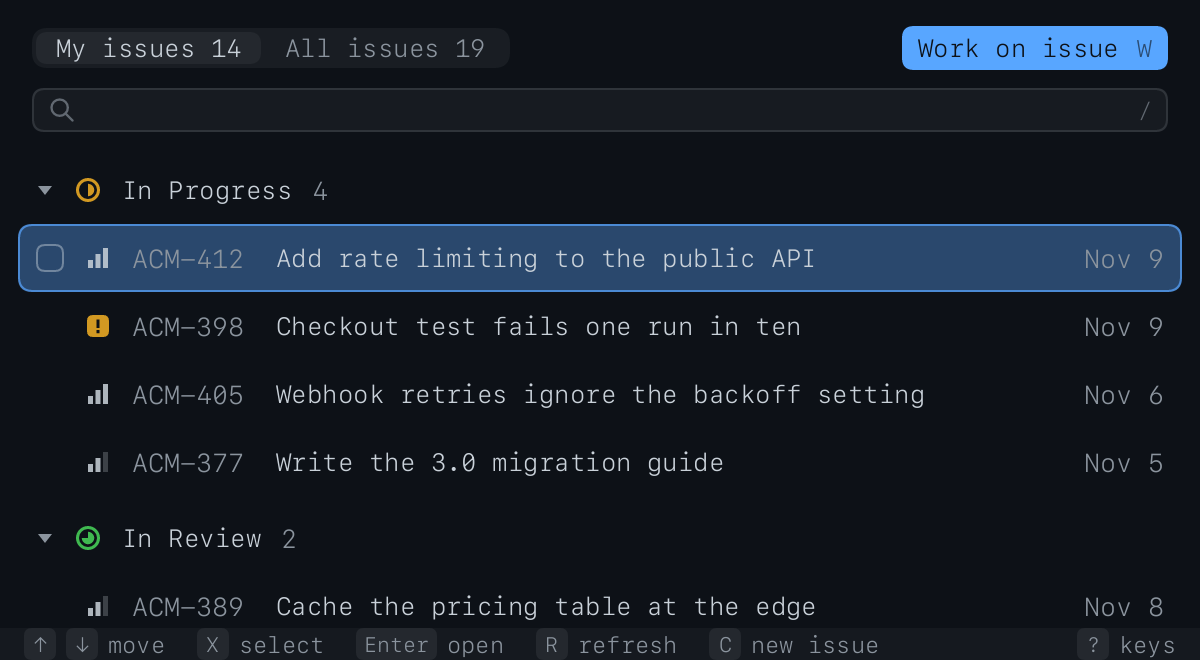 My issues 14 All issues 19 Work on issue W
/
In Progress 4
ACM-412 Add rate limiting to the public API Nov 9
! ACM-398 Checkout test fails one run in ten Nov 9
ACM-405 Webhook retries ignore the backoff setting Nov 6
ACM-377 Write the 3.0 migration guide Nov 5
In Review 2
ACM-389 Cache the pricing table at the edge Nov 8
↑ ↓ move X select Enter open R refresh C new issue ? keys